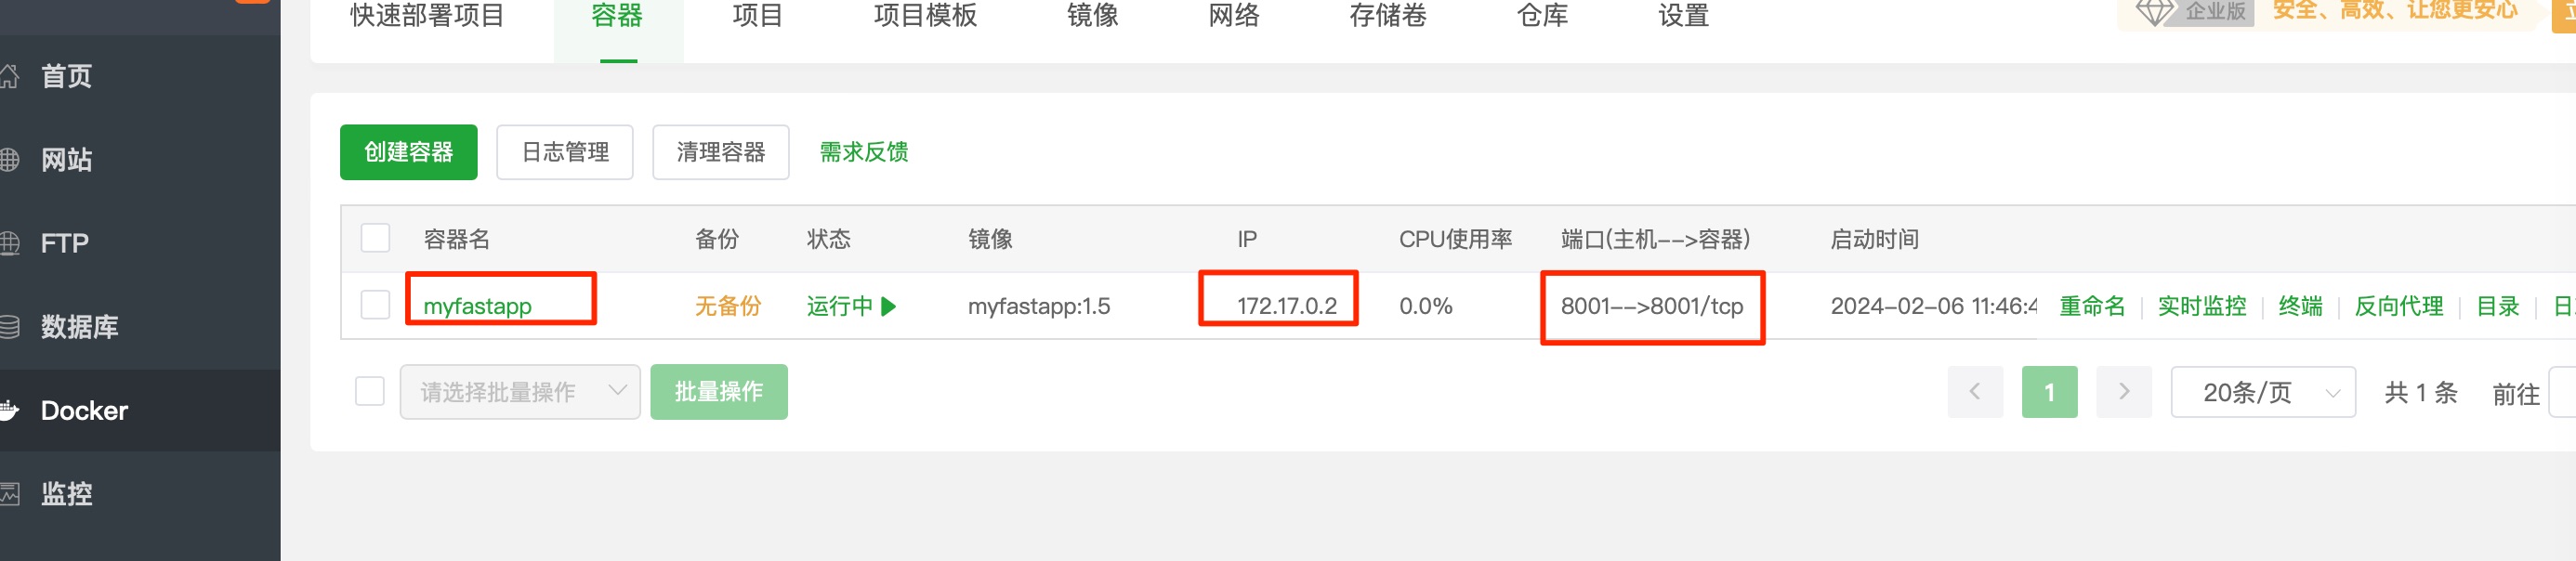 快速部署项目 容器 项目 项目模板 镜像 网络 存储卷 仓库 设置 企业版 安全、高效、让您更安心
首页
网站
FTP
数据库
Docker
监控
创建容器 日志管理 清理容器 需求反馈
容器名 备份 状态 镜像 IP CPU使用率 端口(主机-->容器) 启动时间
myfastapp 无备份 运行中 myfastapp:1.5 172.17.0.2 0.0% 8001-->8001/tcp 2024-02-06 11:46:4 重命名 实时监控 终端 反向代理 目录 日
请选择批量操作 批量操作 1 20条/页 共 1 条 前往